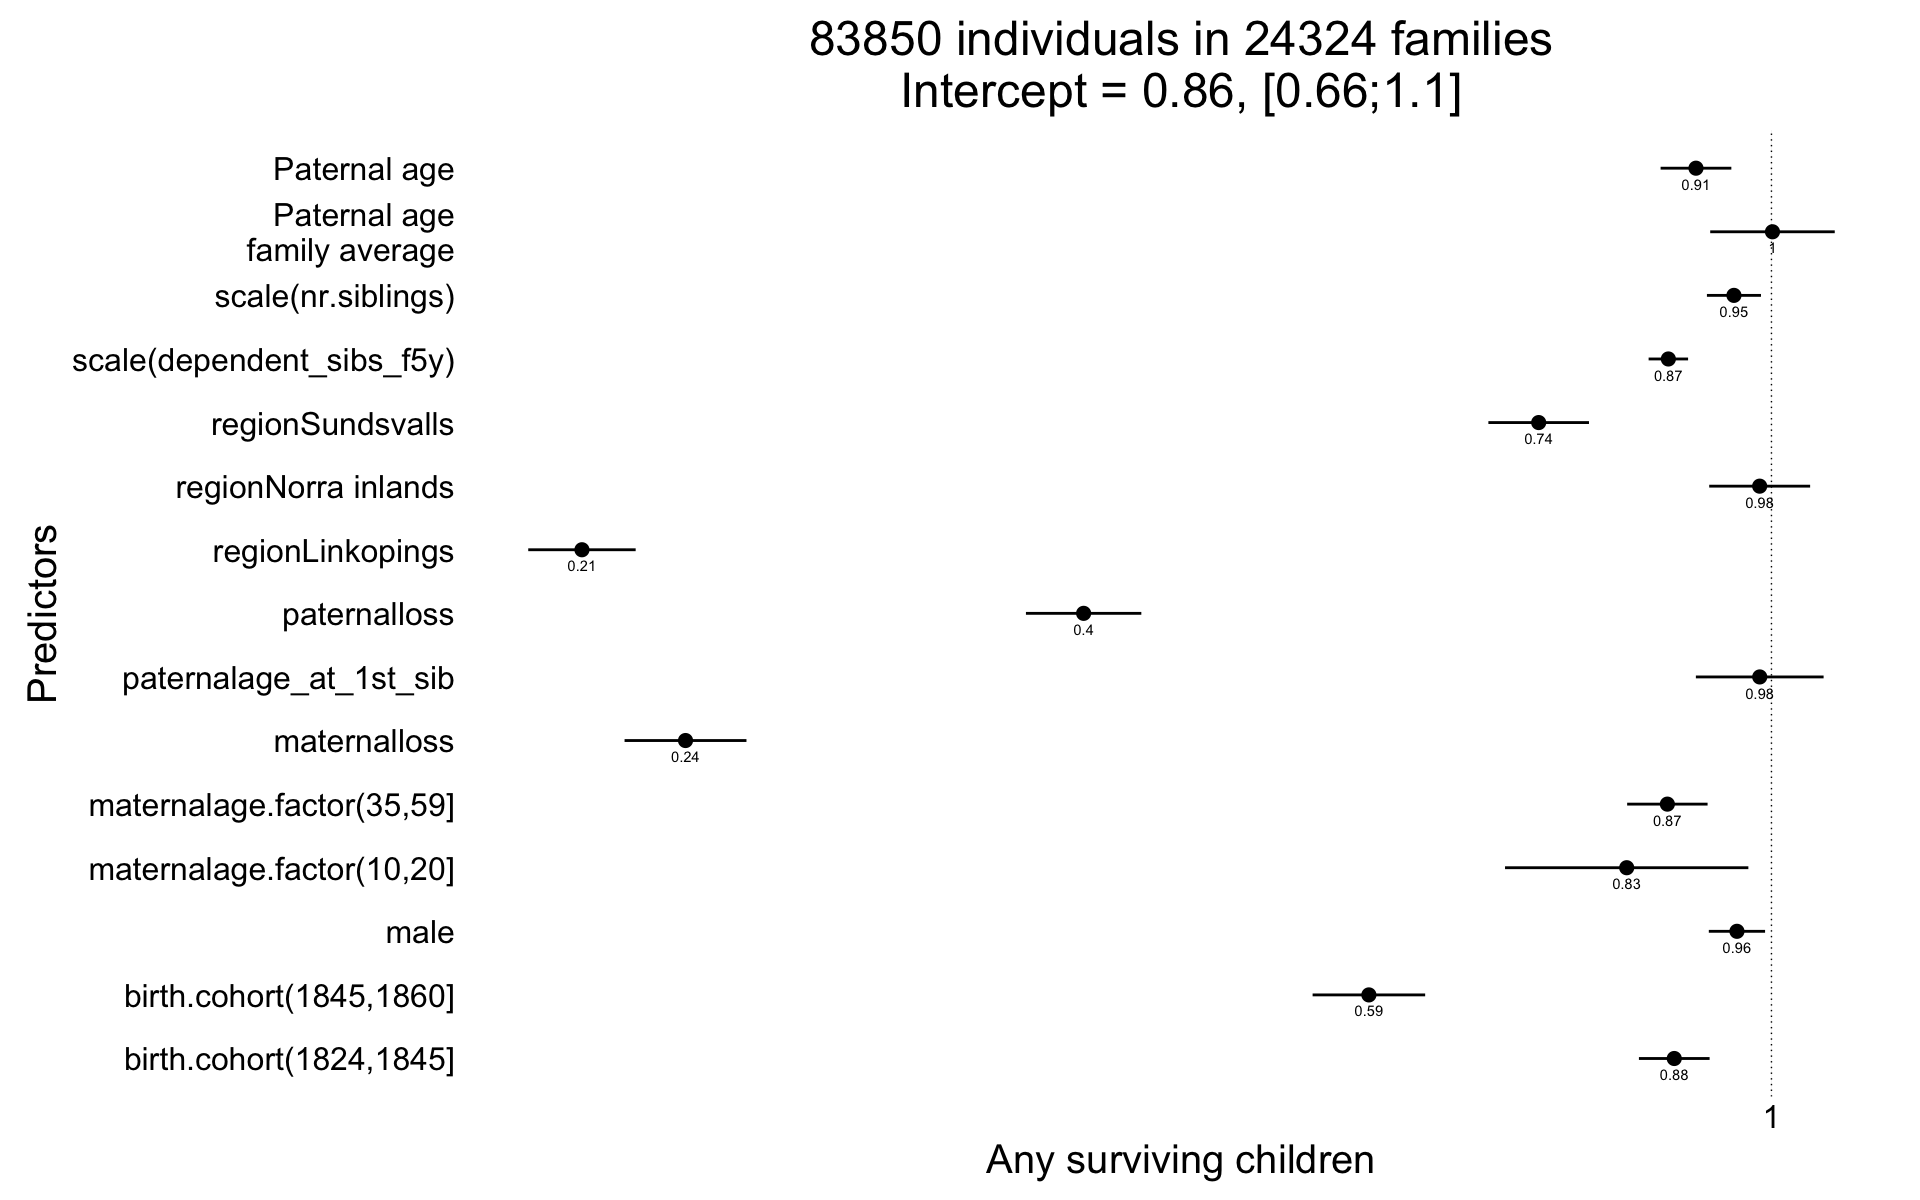 83850 individuals in 24324 families
Intercept = 0.86, [0.66;1.1]
Predictors
Paternal age
0.91
Paternal age
family average
1
scale(nr.siblings)
0.95
scale(dependent_sibs_f5y)
0.87
regionSundsvalls
0.74
regionNorra inlands
0.98
regionLinkopings
0.21
paternalloss
0.4
paternalage_at_1st_sib
0.98
maternalloss
0.24
maternalage.factor(35,59]
0.87
maternalage.factor(10,20]
0.83
male
0.96
birth.cohort(1845,1860]
0.59
birth.cohort(1824,1845]
0.88
1
Any surviving children